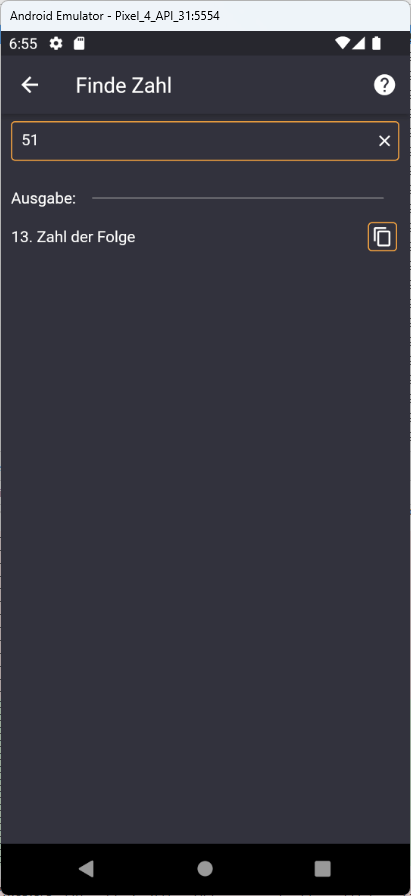 Android Emulator - Pixel_4_API_31:5554
6:55
Finde Zahl
51
Ausgabe:
13. Zahl der Folge